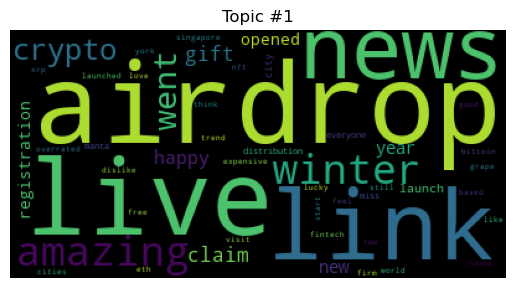 Topic #1
singapore
opened
news
crypto
york
gift
xrp
launched
love
nft
city
went
think
airdrop
good
trend
everyone
overrated
manta
distribution
year
bitcoin
registration
happy
expensive
winter
grape
dislike
live
lucky
still
launch
link
miss
based
free
feel
start
like
amazing
claim
visit
fintech
two
cities
eth
new
firm
world
round